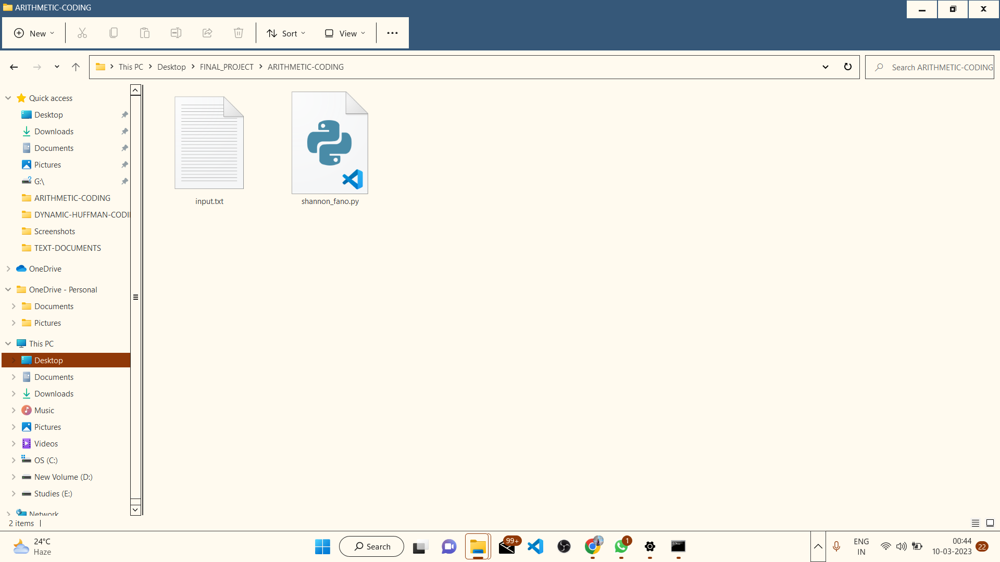 ARITHMETIC-CODING
New
Sort
View
This PC
Desktop
FINAL_PROJECT
ARITHMETIC-CODING
Search ARITHMETIC-CODING
Quick access
Desktop
Downloads
Documents
Pictures
G:\
ARITHMETIC-CODING
DYNAMIC-HUFFMAN-CODI
Screenshots
TEXT-DOCUMENTS
OneDrive
OneDrive - Personal
Documents
Pictures
This PC
Desktop
Documents
Downloads
Music
Pictures
Videos
OS (C:)
New Volume (D:)
Studies (E:)
Network
input.txt
shannon_fano.py
2 items
24°C
Haze
Search
99+
1
ENG
IN
00:44
10-03-2023
22